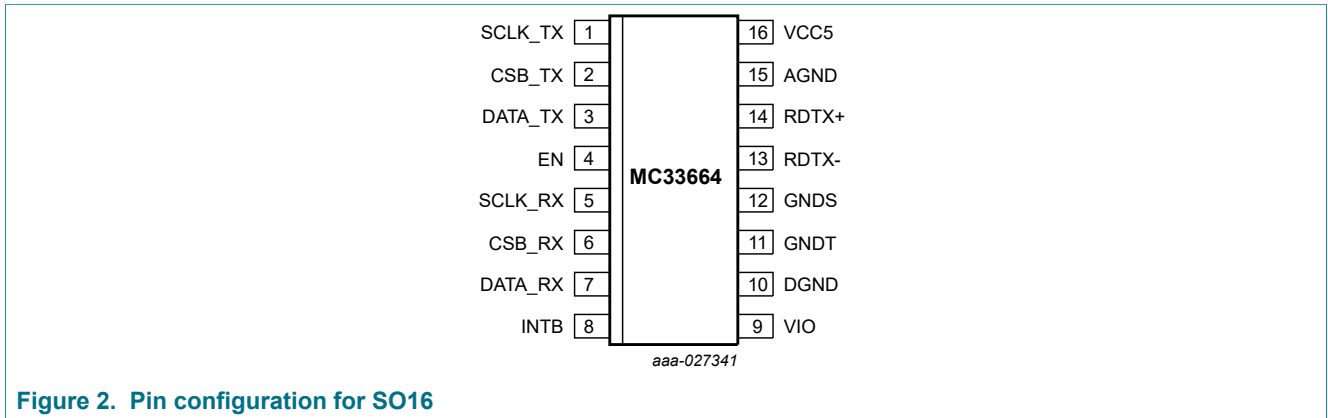 SCLK_TX 1 16 VCC5
CSB_TX 2 15 AGND
DATA_TX 3 14 RDTX+
EN 4 13 RDTX-
MC33664
SCLK_RX 5 12 GNDS
CSB_RX 6 11 GNDT
DATA_RX 7 10 DGND
INTB 8 9 VIO
aaa-027341
Figure 2. Pin configuration for SO16